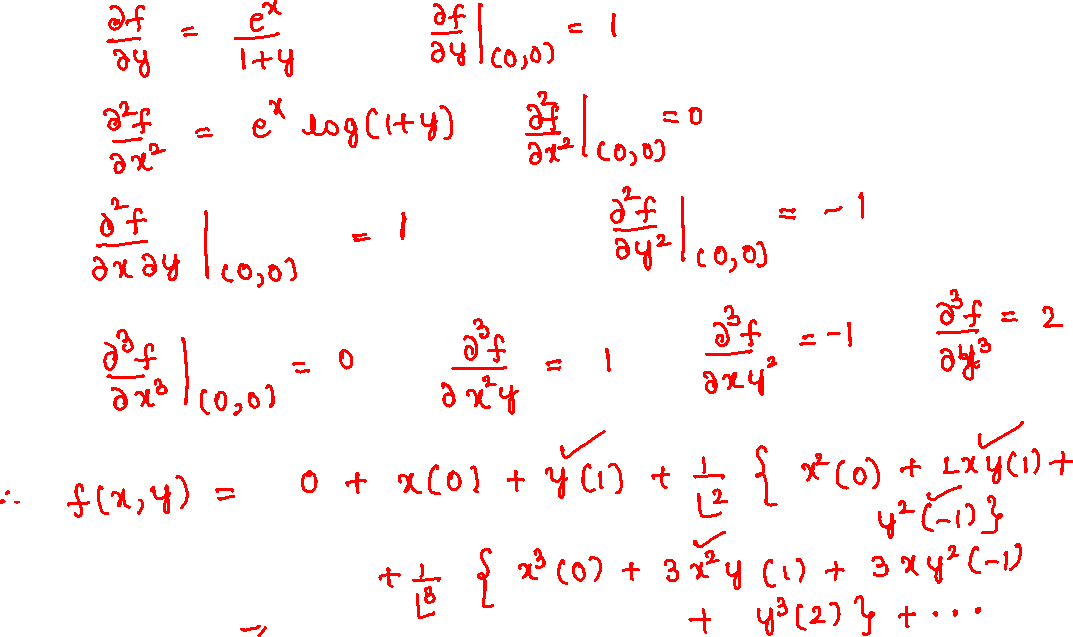 ∂f/∂y = e^x/(1+y)    ∂f/∂y |(0,0) = 1
∂²f/∂x² = e^x log(1+y)    ∂²f/∂x² |(0,0) = 0
∂²f/∂x∂y |(0,0) = 1    ∂²f/∂y² |(0,0) = -1
∂³f/∂x³ |(0,0) = 0    ∂³f/∂x²y = 1    ∂³f/∂xy² = -1    ∂³f/∂y³ = 2
∴ f(x,y) = 0 + x(0) + y(1) + 1/⌊2 { x²(0) + 2xy(1) +
y²(-1)}
+ 1/⌊3 { x³(0) + 3x²y(1) + 3xy²(-1)
+ y³(2)} + ...
⇒